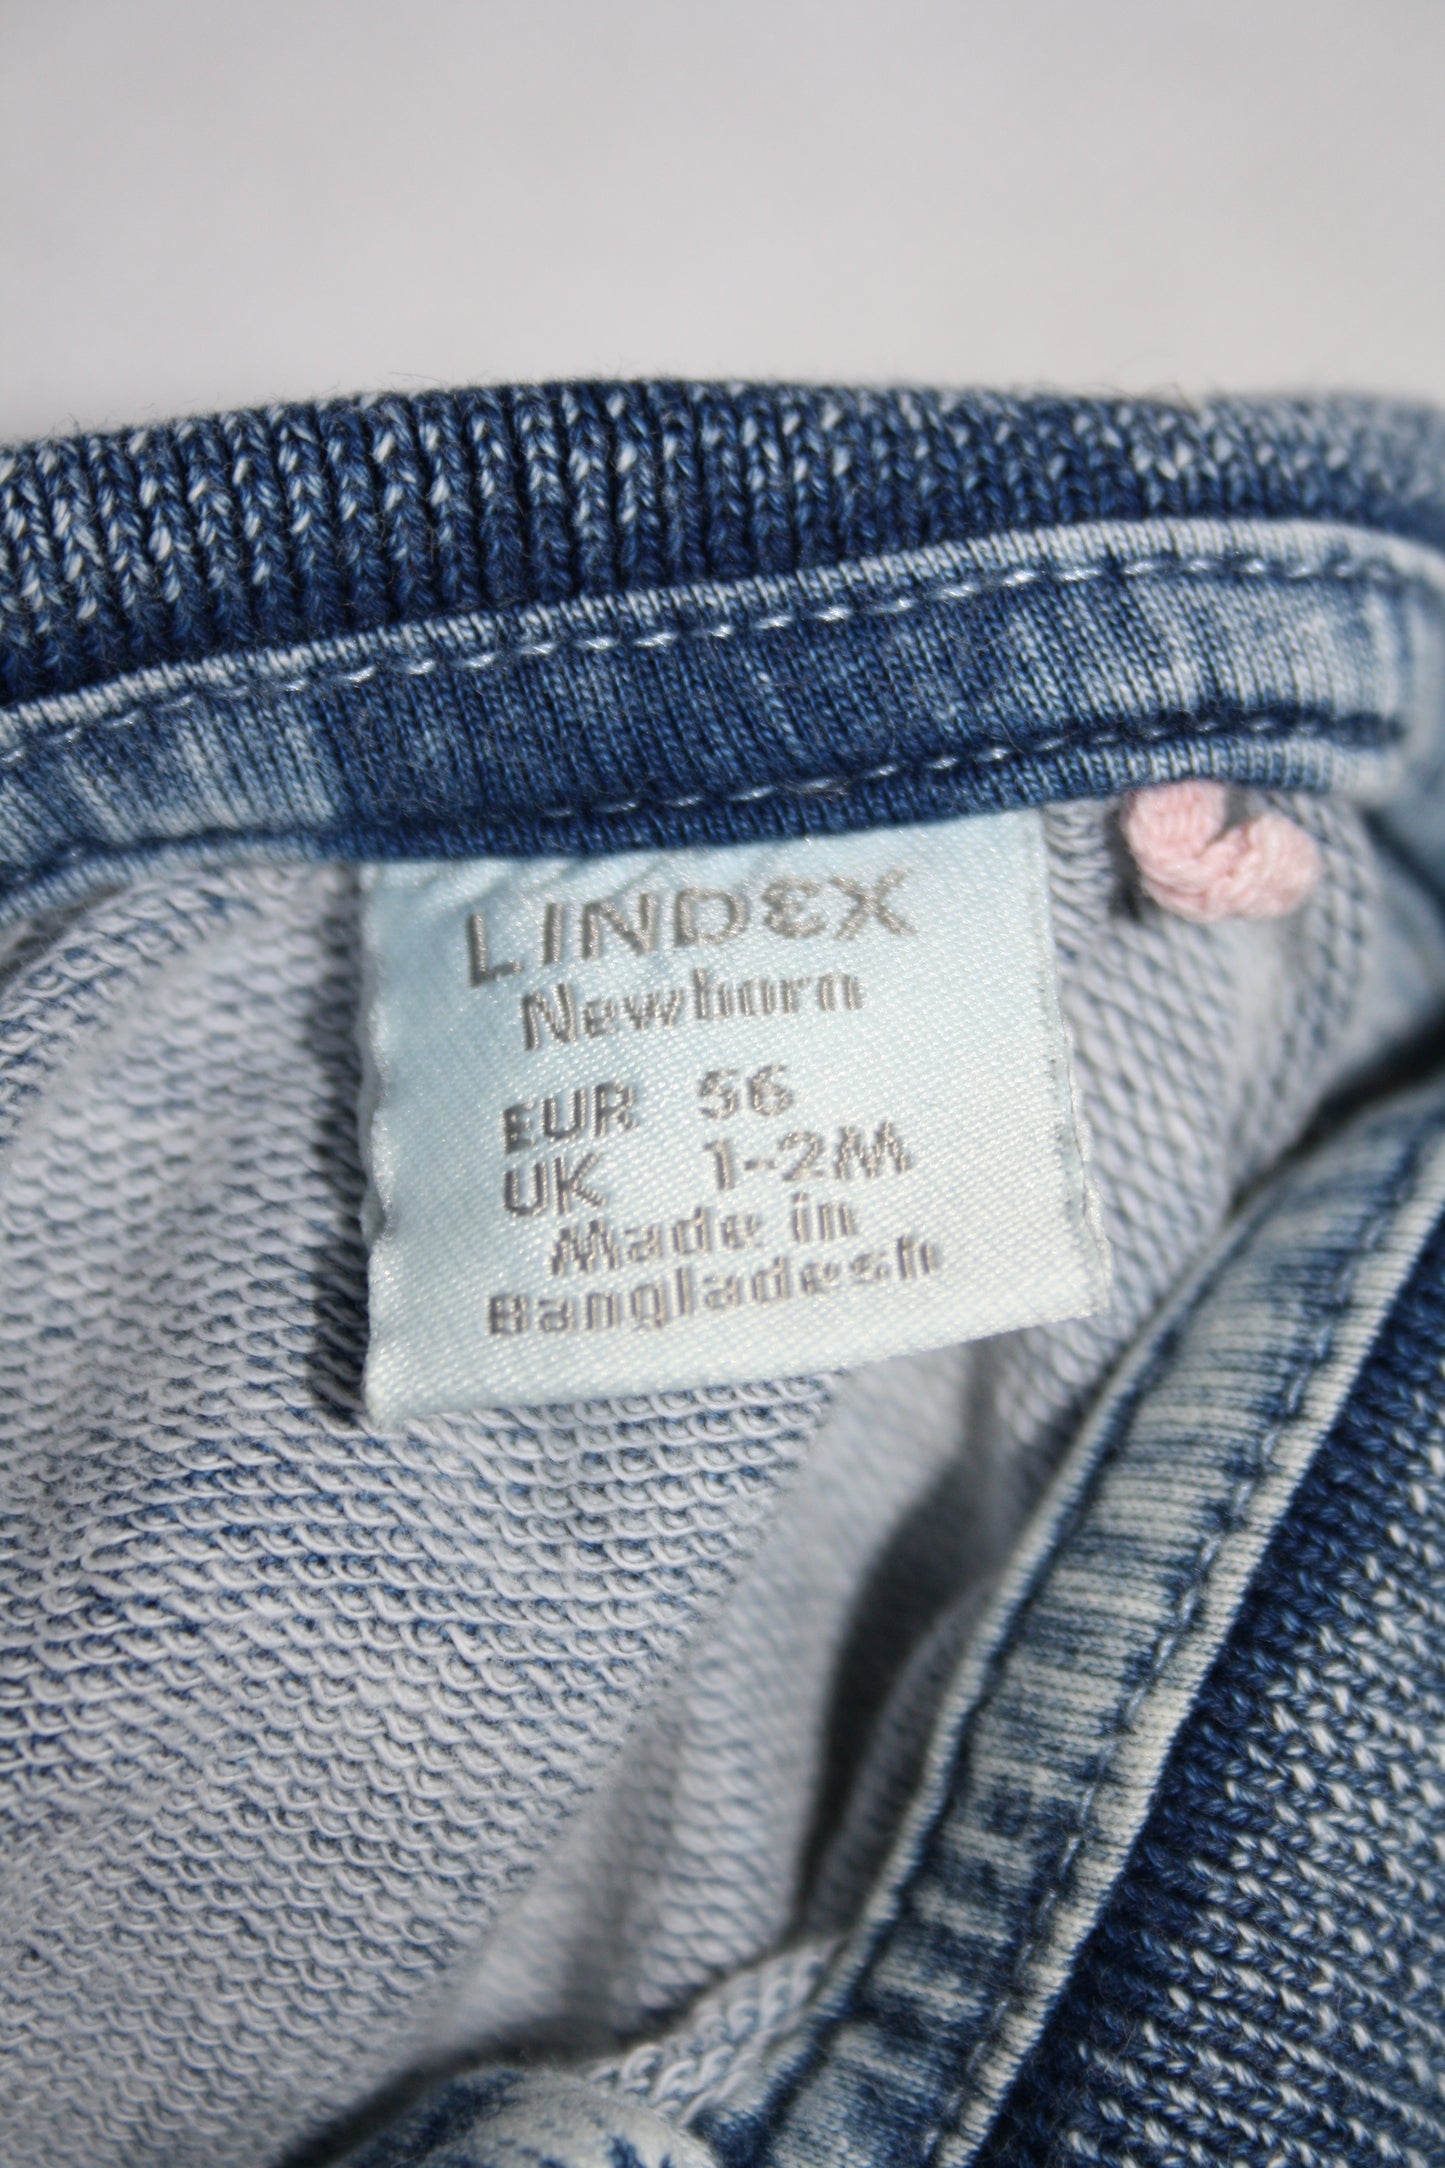 LINDEX
Newborn
EUR 56
UK 1-2M
Made in
Bangladesh